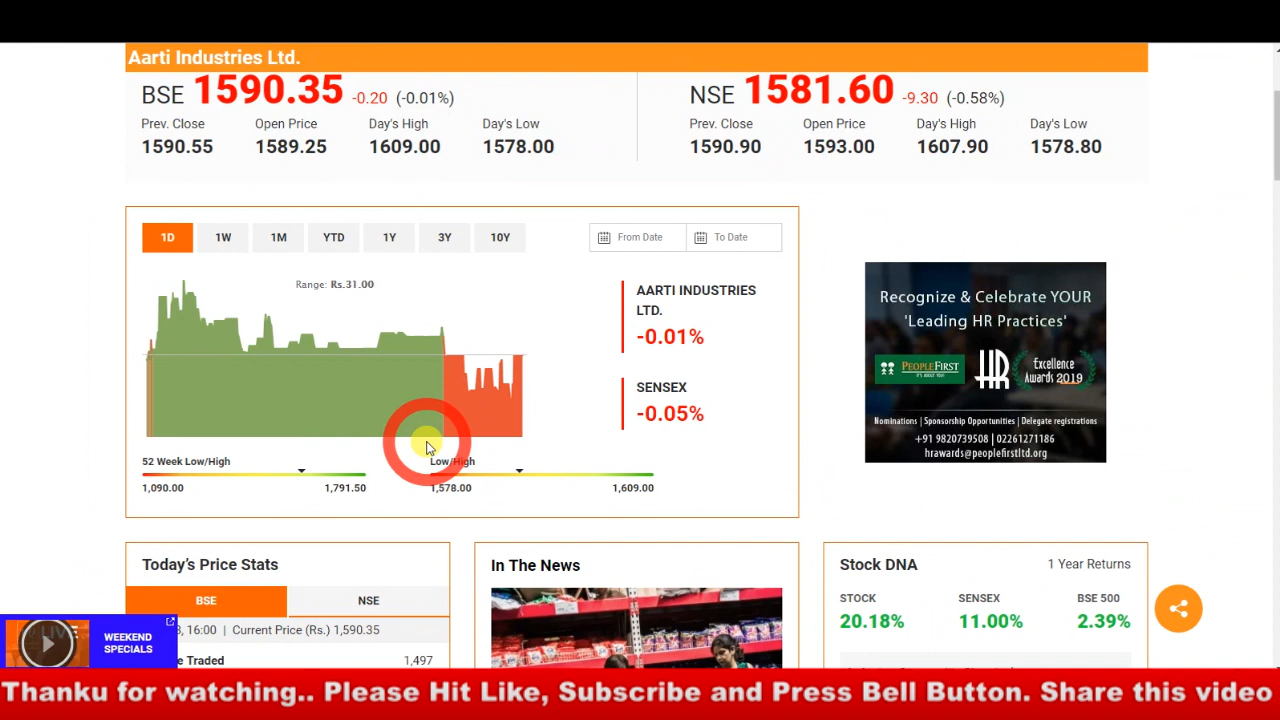 Aarti Industries Ltd.
BSE 1590.35 -0.20 (-0.01%)
Prev. Close Open Price Day's High Day's Low
1590.55 1589.25 1609.00 1578.00
NSE 1581.60 -9.30 (-0.58%)
Prev. Close Open Price Day's High Day's Low
1590.90 1593.00 1607.90 1578.80
1D 1W 1M YTD 1Y 3Y 10Y
From Date To Date
Range: Rs.31.00
AARTI INDUSTRIES
LTD.
-0.01%
SENSEX
-0.05%
52 Week Low/High
1,090.00 1,791.50
Low/High
1,578.00 1,609.00
Recognize & Celebrate YOUR
'Leading HR Practices'
PEOPLEFIRST
IT'S ABOUT YOU!
HR
Excellence
Awards 2019
Nominations | Sponsorship Opportunities | Delegate registrations
+91 9820739508 | 02261271186
hrawards@peoplefirstltd.org
Today's Price Stats
BSE NSE
, 16:00 | Current Price (Rs.) 1,590.35
Traded 1,497
In The News
Stock DNA 1 Year Returns
STOCK SENSEX BSE 500
20.18% 11.00% 2.39%
WEEKEND
SPECIALS
Thanku for watching.. Please Hit Like, Subscribe and Press Bell Button. Share this video